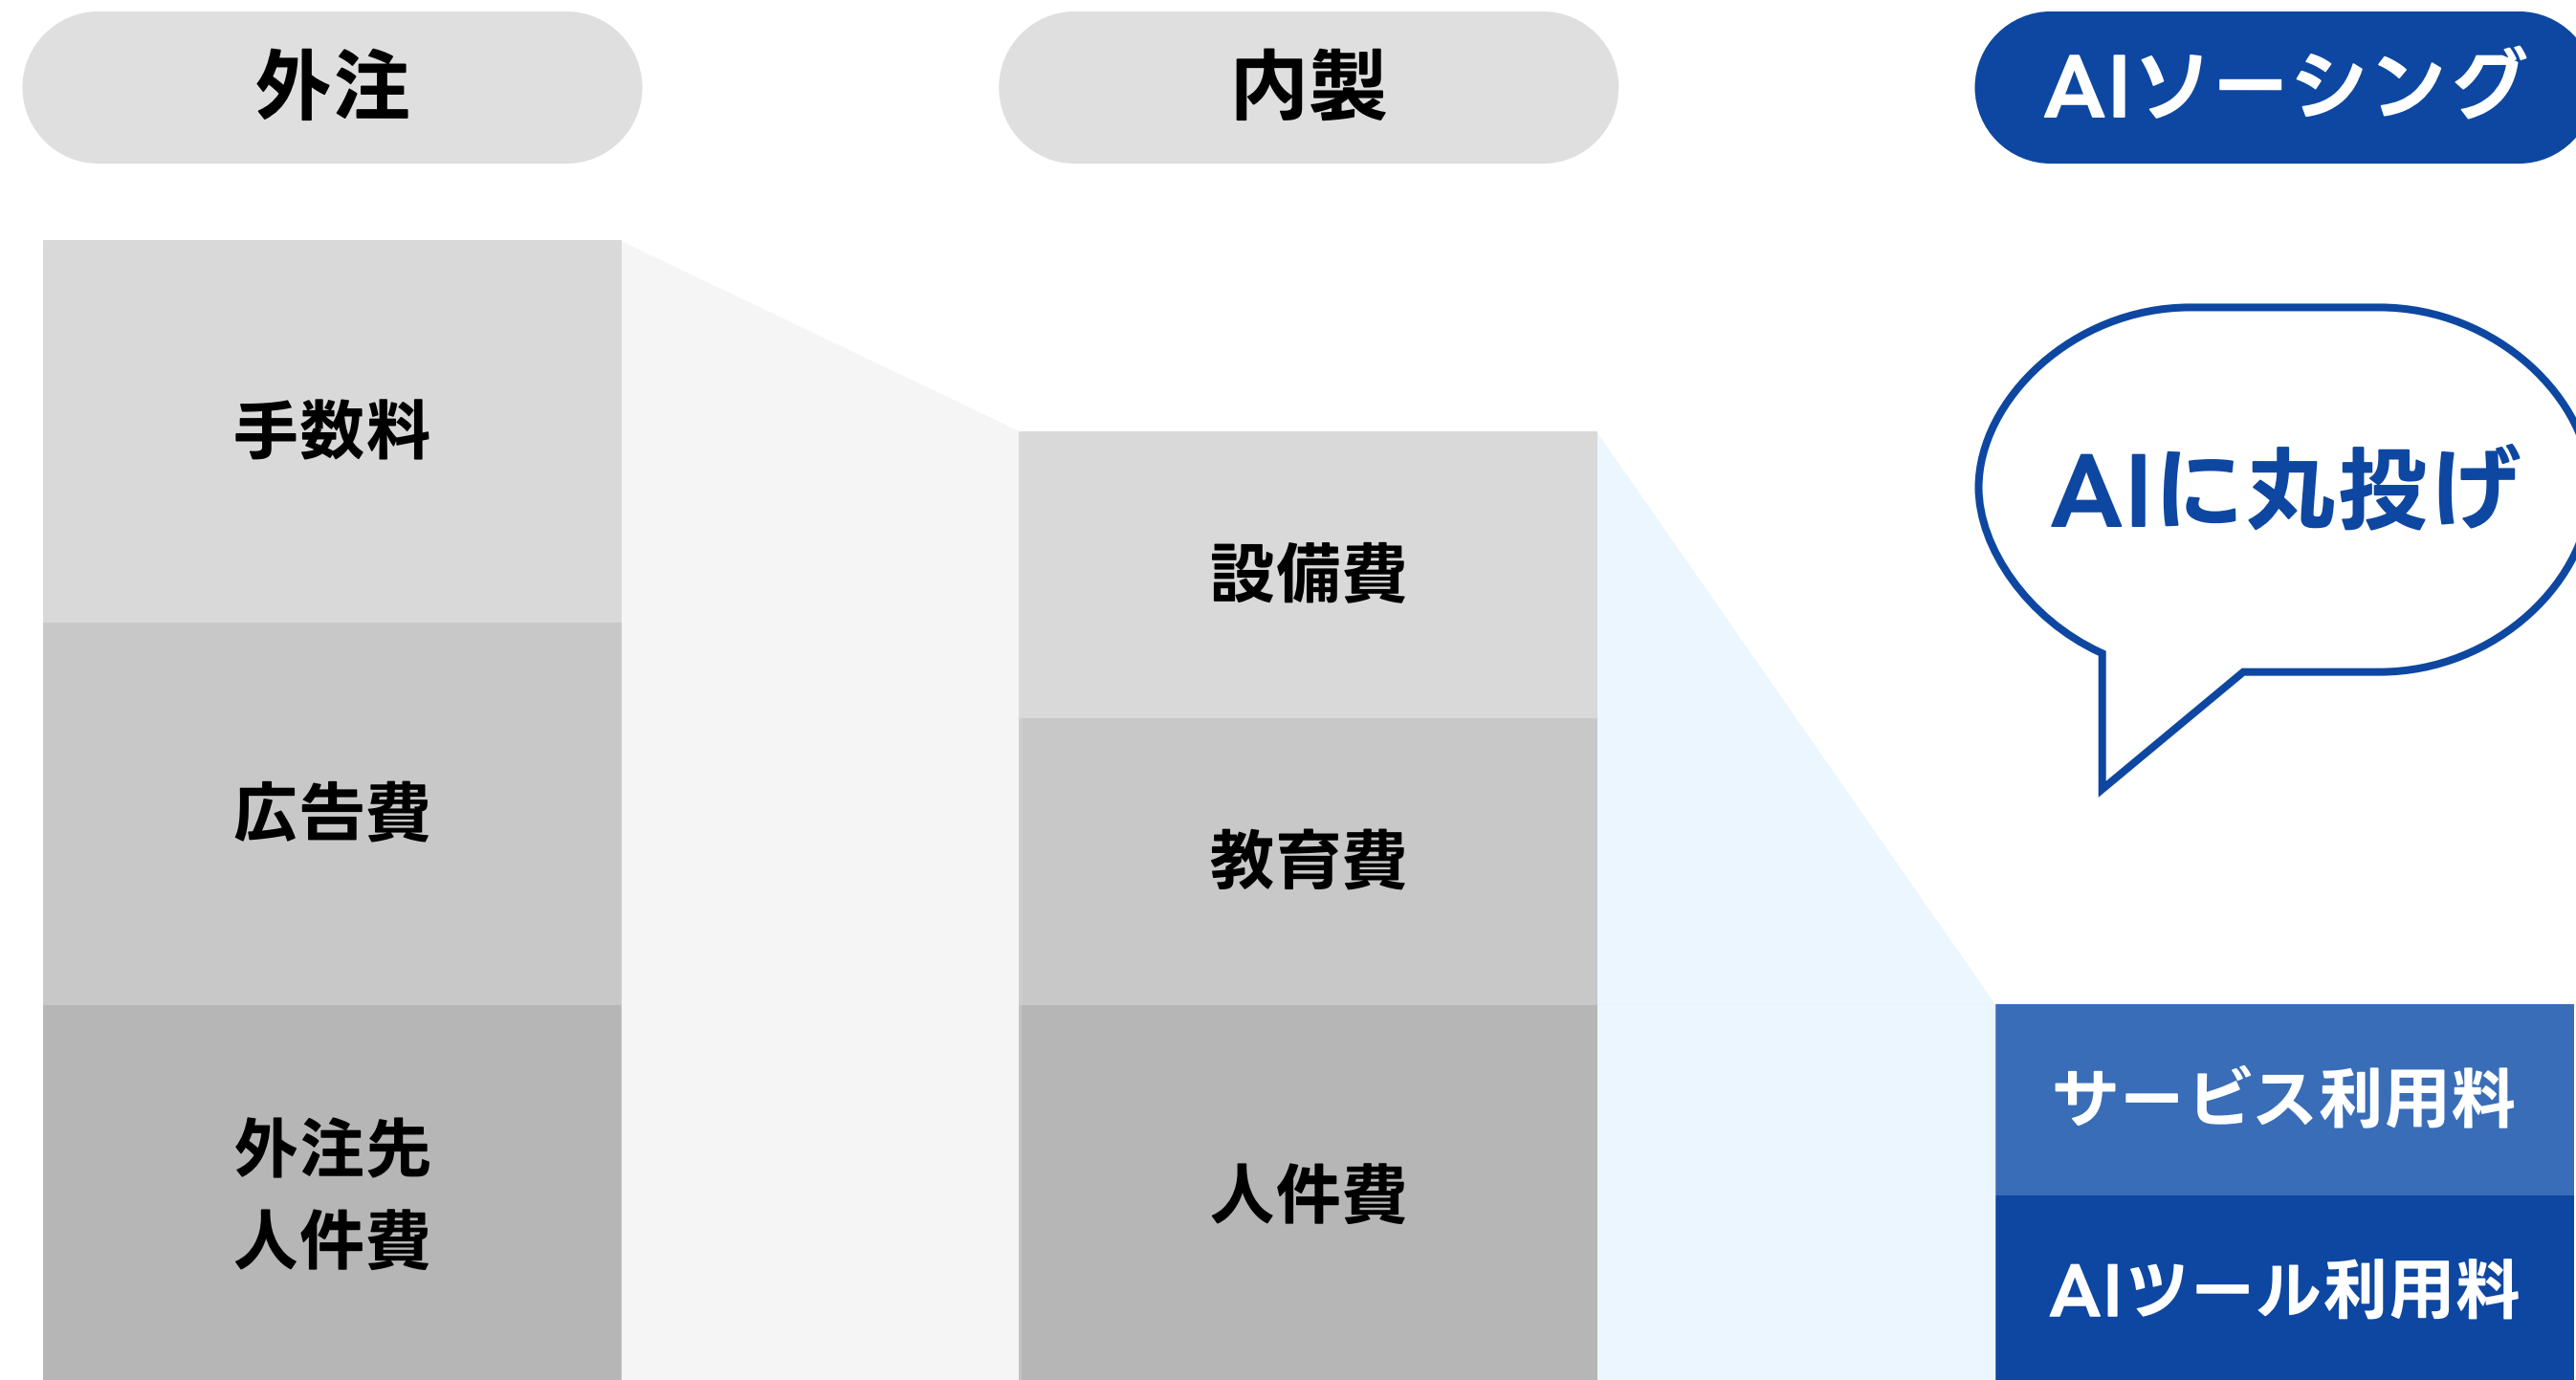 外注
内製
AIソーシング
手数料
広告費
外注先
人件費
設備費
教育費
人件費
AIに丸投げ
サービス利用料
AIツール利用料